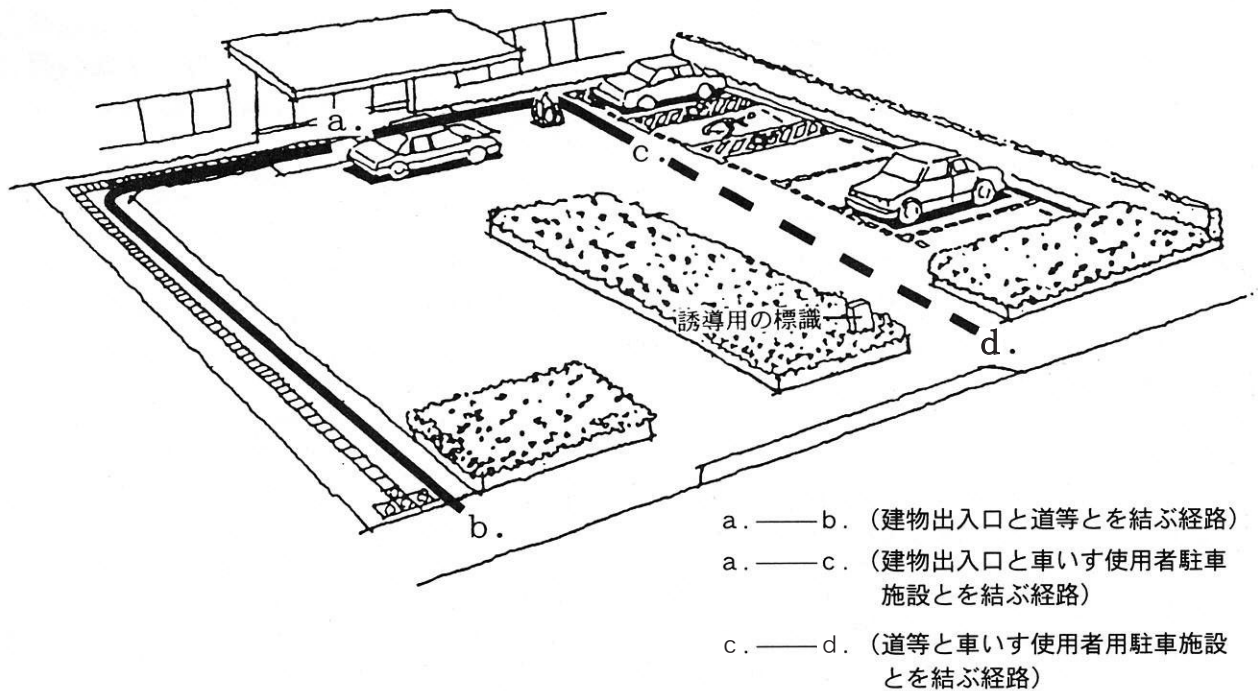 a.
c.
誘導用の標識
d.
b.
a.——b.（建物出入口と道等とを結ぶ経路）
a.——c.（建物出入口と車いす使用者駐車
施設とを結ぶ経路）
c.——d.（道等と車いす使用者用駐車施設
とを結ぶ経路）